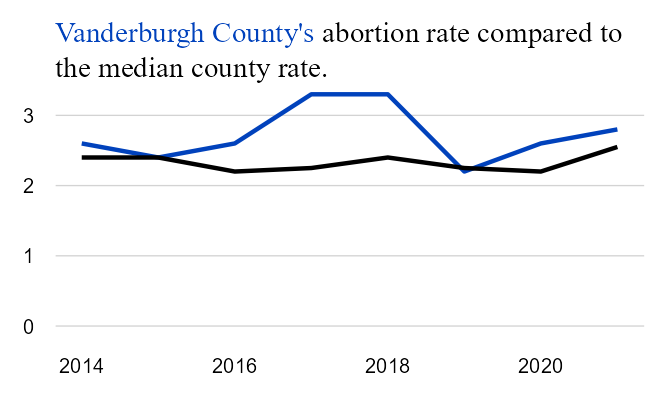 Vanderburgh County's abortion rate compared to
the median county rate.
3
2
1
0
2014 2016 2018 2020